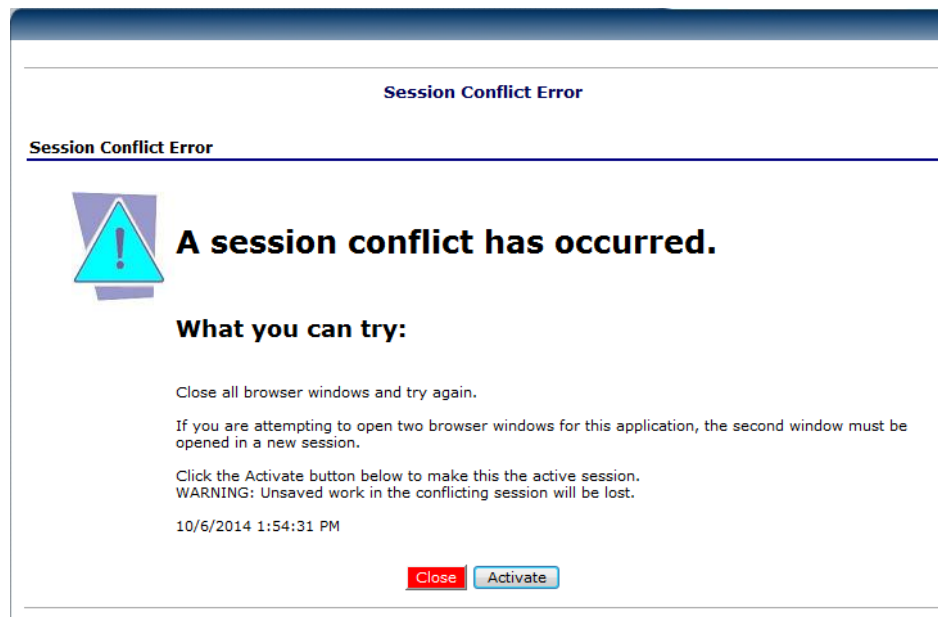 Session Conflict Error
Session Conflict Error
!
A session conflict has occurred.
What you can try:
Close all browser windows and try again.
If you are attempting to open two browser windows for this application, the second window must be
opened in a new session.
Click the Activate button below to make this the active session.
WARNING: Unsaved work in the conflicting session will be lost.
10/6/2014 1:54:31 PM
Close Activate